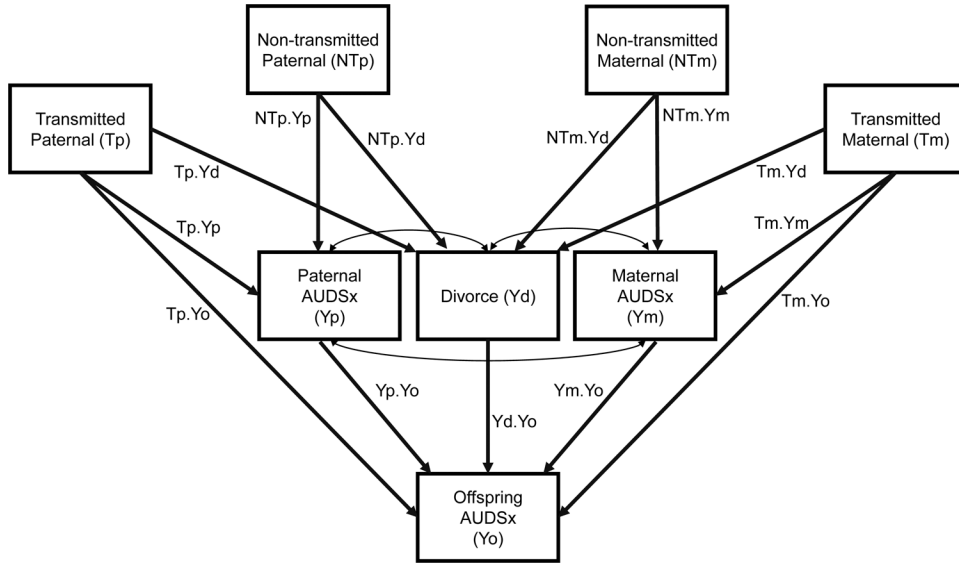 Non-transmitted
Paternal (NTp)
Non-transmitted
Maternal (NTm)
Transmitted
Paternal (Tp)
Transmitted
Maternal (Tm)
NTp.Yp
NTp.Yd
NTm.Yd
NTm.Ym
Tp.Yd
Tm.Yd
Tp.Yp
Tm.Ym
Tp.Yo
Tm.Yo
Paternal
AUDSx
(Yp)
Divorce (Yd)
Maternal
AUDSx
(Ym)
Yp.Yo
Yd.Yo
Ym.Yo
Offspring
AUDSx
(Yo)